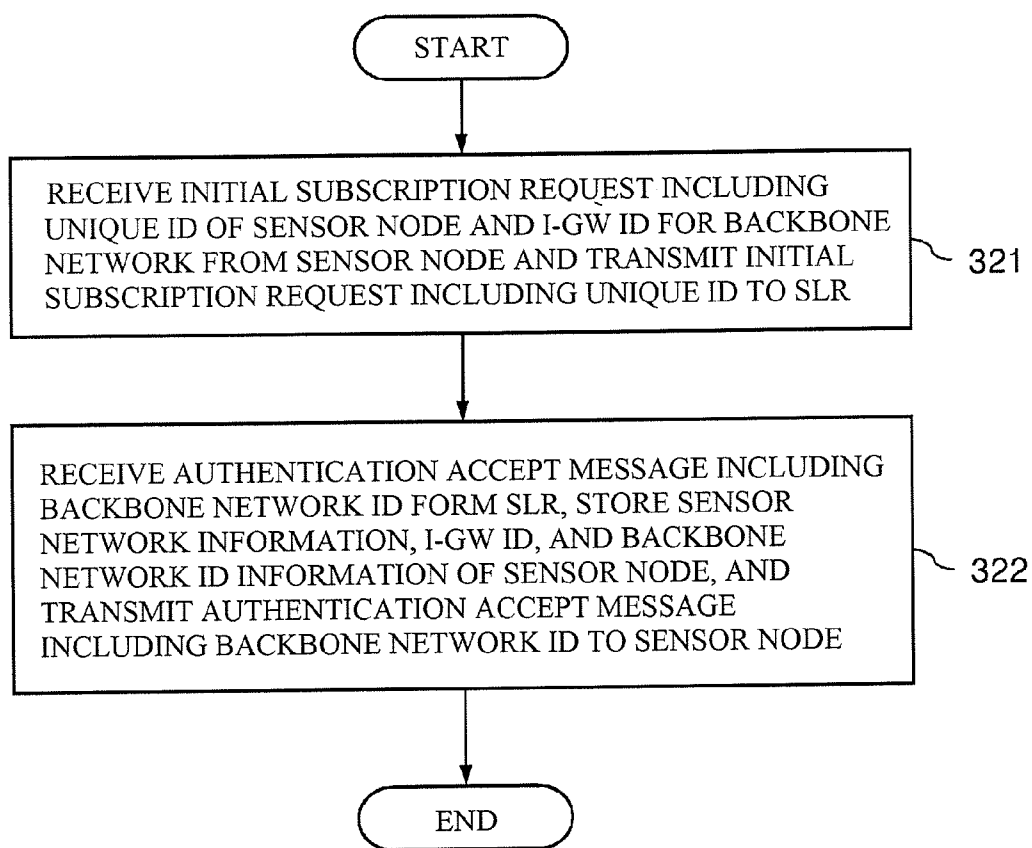 START
RECEIVE INITIAL SUBSCRIPTION REQUEST INCLUDING
UNIQUE ID OF SENSOR NODE AND I-GW ID FOR BACKBONE
NETWORK FROM SENSOR NODE AND TRANSMIT INITIAL
SUBSCRIPTION REQUEST INCLUDING UNIQUE ID TO SLR
321
RECEIVE AUTHENTICATION ACCEPT MESSAGE INCLUDING
BACKBONE NETWORK ID FORM SLR, STORE SENSOR
NETWORK INFORMATION, I-GW ID, AND BACKBONE
NETWORK ID INFORMATION OF SENSOR NODE, AND
TRANSMIT AUTHENTICATION ACCEPT MESSAGE
INCLUDING BACKBONE NETWORK ID TO SENSOR NODE
322
END